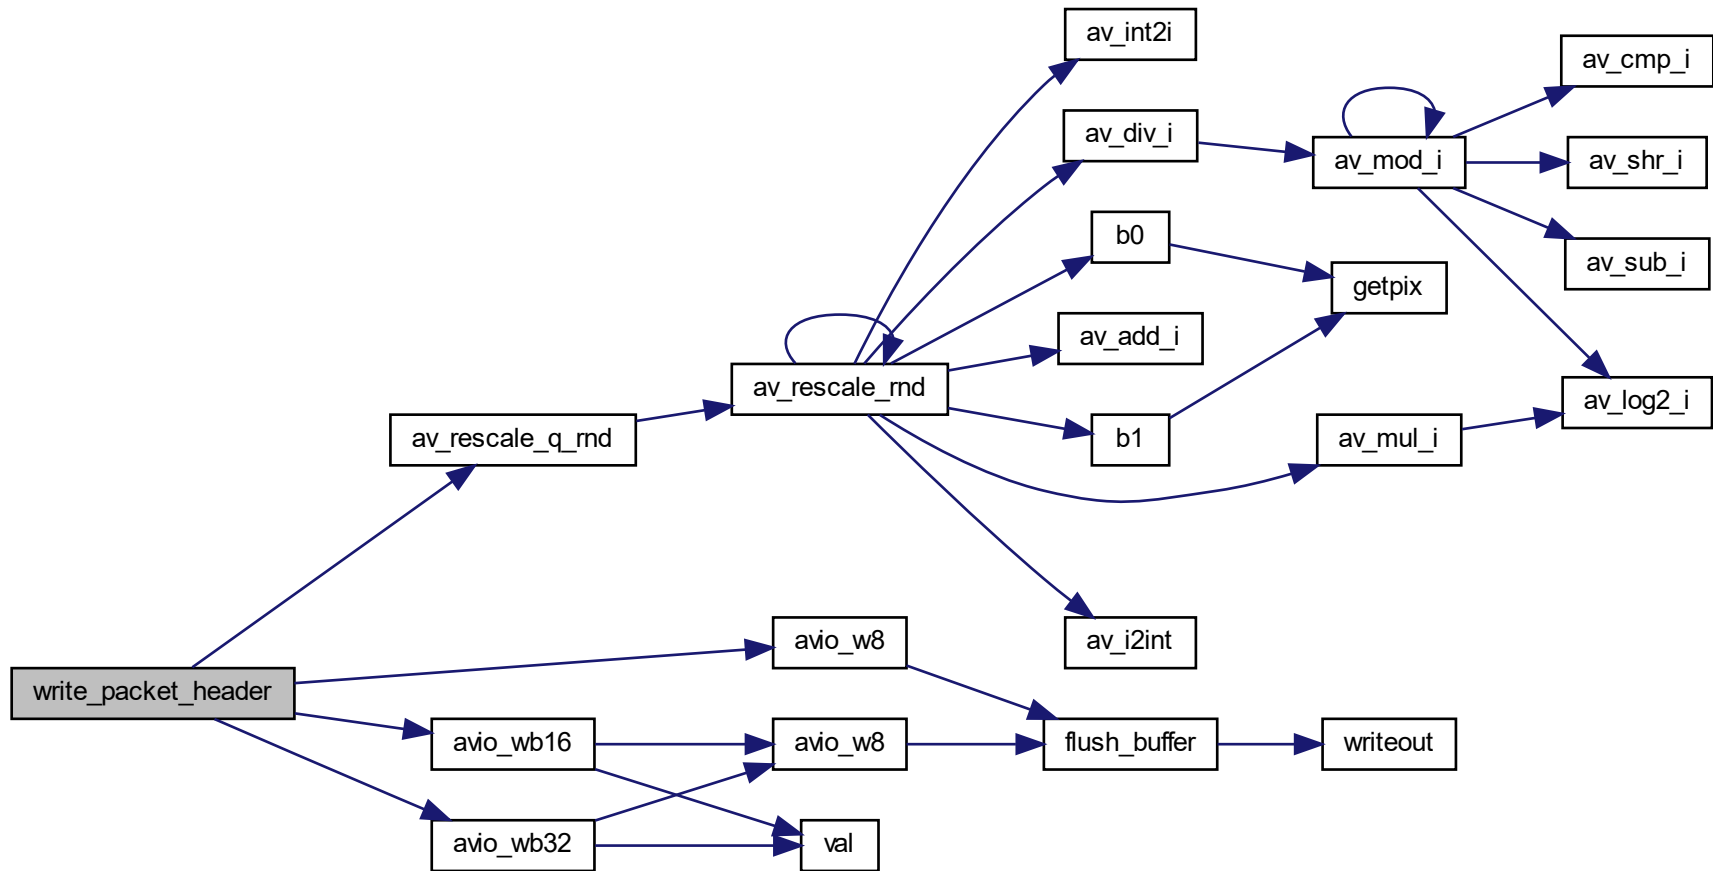 av_int2i
av_cmp_i
av_div_i
av_mod_i
av_shr_i
b0
av_sub_i
getpix
av_add_i
av_rescale_rnd
av_log2_i
av_rescale_q_rnd
b1
av_mul_i
avio_w8
av_i2int
write_packet_header
avio_wb16
avio_w8
flush_buffer
writeout
avio_wb32
val